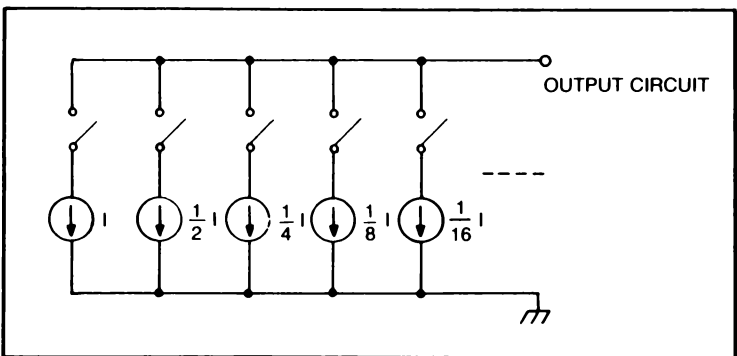 OUTPUT CIRCUIT
I
1/2 I
1/4 I
1/8 I
1/16 I